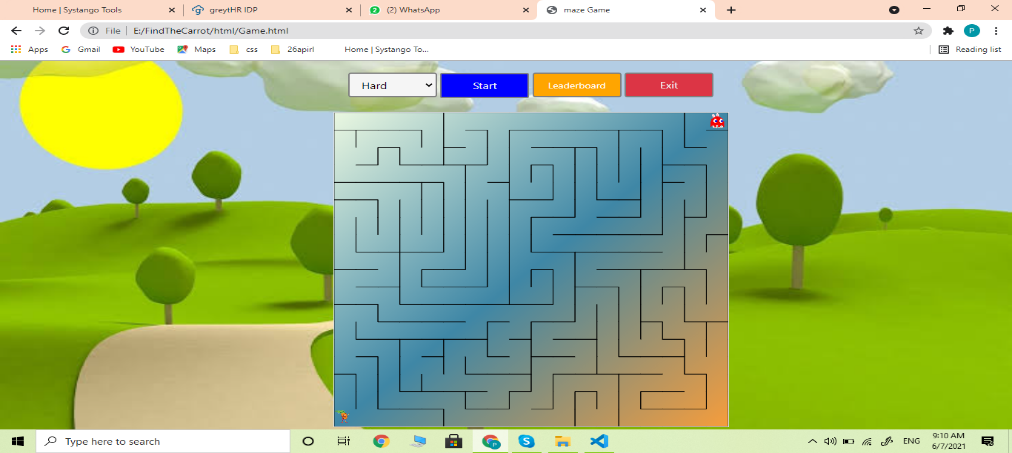 Home | Systango Tools
greytHR IDP
(2) WhatsApp
maze Game
File | E:/FindTheCarrot/html/Game.html
Apps
Gmail
YouTube
Maps
css
26apirl
Home | Systango To...
Reading list
Hard
Start
Leaderboard
Exit
Type here to search
ENG
9:10 AM
6/7/2021